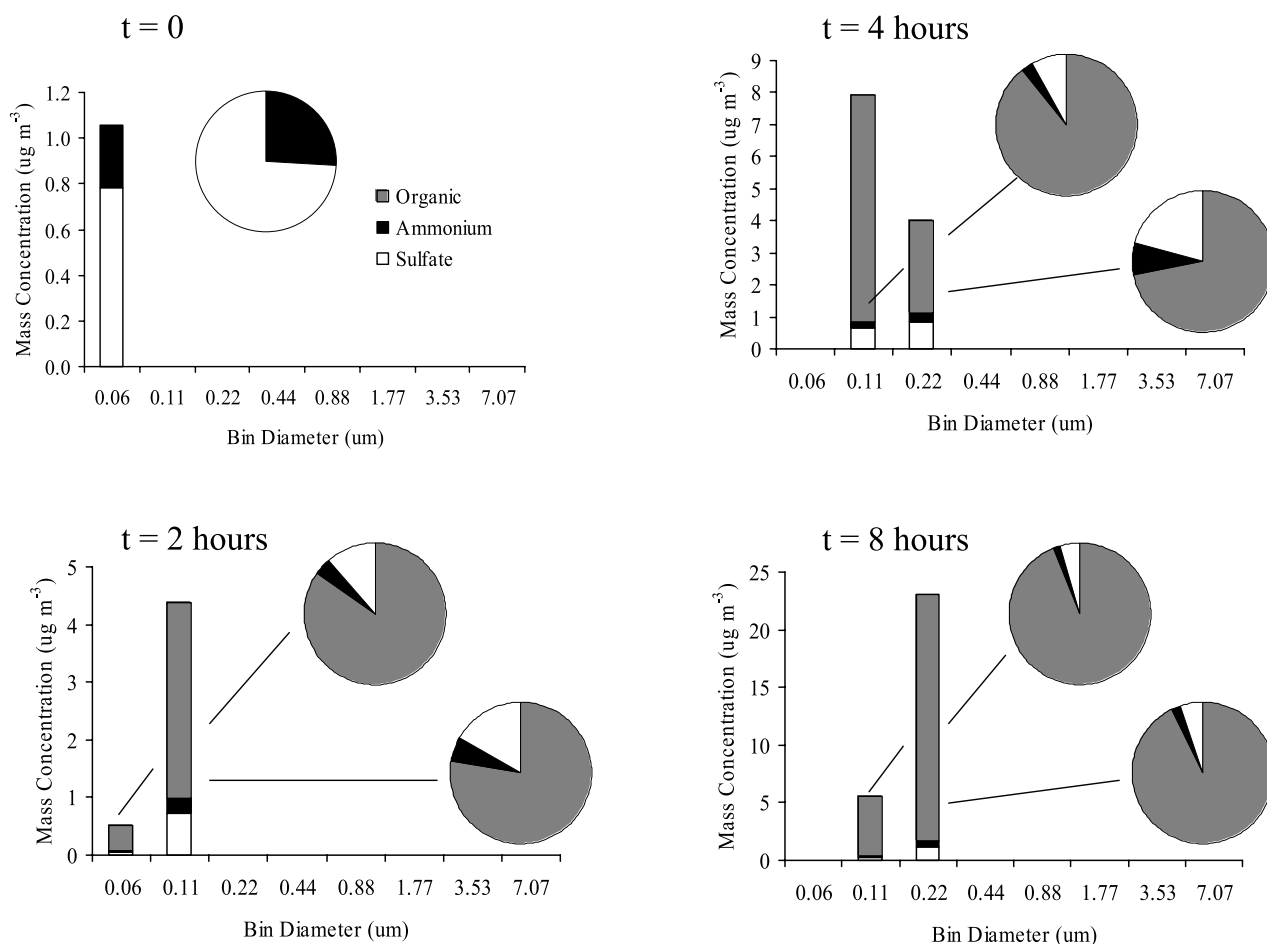 t = 0
Mass Concentration (ug m-3)
1.2
1.0
0.8
0.6
0.4
0.2
0.0
Organic
Ammonium
Sulfate
0.06 0.11 0.22 0.44 0.88 1.77 3.53 7.07
Bin Diameter (um)
t = 4 hours
Mass Concentration (ug m-3)
9
8
7
6
5
4
3
2
1
0
0.06 0.11 0.22 0.44 0.88 1.77 3.53 7.07
Bin Diameter (um)
t = 2 hours
Mass Concentration (ug m-3)
5
4
3
2
1
0
0.06 0.11 0.22 0.44 0.88 1.77 3.53 7.07
Bin Diameter (um)
t = 8 hours
Mass Concentration (ug m-3)
25
20
15
10
5
0
0.06 0.11 0.22 0.44 0.88 1.77 3.53 7.07
Bin Diameter (um)